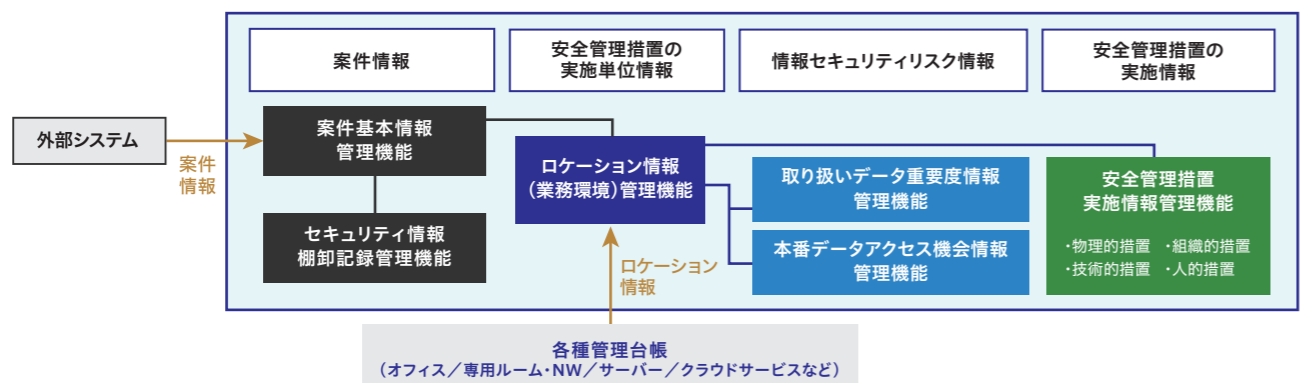 案件情報
安全管理措置の
実施単位情報
情報セキュリティリスク情報
安全管理措置の
実施情報
外部システム
案件
情報
案件基本情報
管理機能
セキュリティ情報
棚卸記録管理機能
ロケーション情報
（業務環境）管理機能
ロケーション
情報
取り扱いデータ重要度情報
管理機能
本番データアクセス機会情報
管理機能
安全管理措置
実施情報管理機能
・物理的措置 ・組織的措置
・技術的措置 ・人的措置
各種管理台帳
（オフィス／専用ルーム・NW／サーバー／クラウドサービスなど）